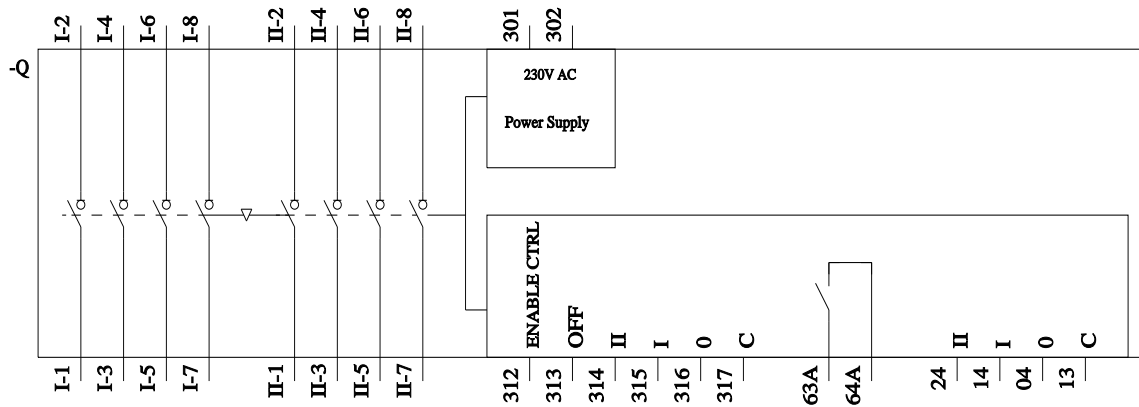 I-2 I-4 I-6 I-8 II-2 II-4 II-6 II-8 301 302
-Q
230V AC
Power Supply
ENABLE CTRL OFF II I 0 C II I 0 C
I-1 I-3 I-5 I-7 II-1 II-3 II-5 II-7 312 313 314 315 316 317 63A 64A 24 14 04 13